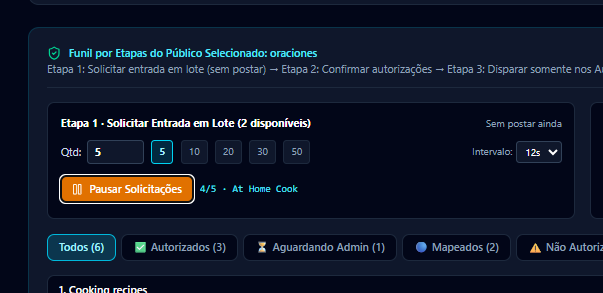 Funil por Etapas do Público Selecionado: oraciones
Etapa 1: Solicitar entrada em lote (sem postar) → Etapa 2: Confirmar autorizações → Etapa 3: Disparar somente nos A
Etapa 1 · Solicitar Entrada em Lote (2 disponíveis) Sem postar ainda
Qtd: 5 5 10 20 30 50 Intervalo: 12s
Pausar Solicitações 4/5 · At Home Cook
Todos (6) Autorizados (3) Aguardando Admin (1) Mapeados (2) Não Autoriz
1. Cooking recipes